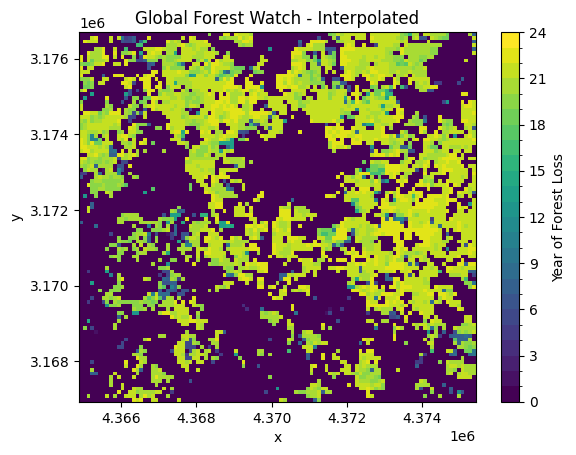 Global Forest Watch - Interpolated
1e6
3.176
3.174
3.172
3.170
3.168
y
4.366 4.368 4.370 4.372 4.374
x
1e6
24
21
18
15
12
9
6
3
0
Year of Forest Loss